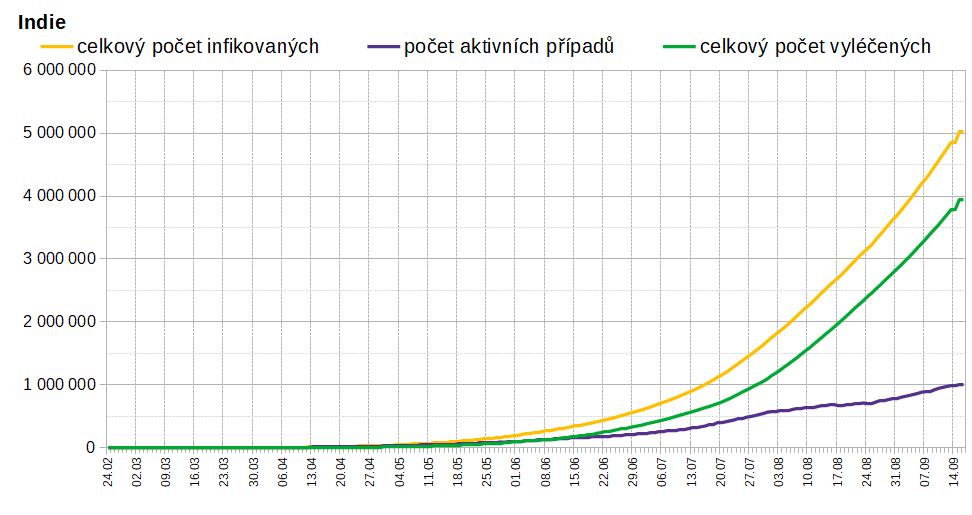 Indie
celkový počet infikovaných počet aktivních případů celkový počet vyléčených
6 000 000
5 000 000
4 000 000
3 000 000
2 000 000
1 000 000
0
24.02 02.03 09.03 16.03 23.03 30.03 06.04 13.04 20.04 27.04 04.05 11.05 18.05 25.05 01.06 08.06 15.06 22.06 29.06 06.07 13.07 20.07 27.07 03.08 10.08 17.08 24.08 31.08 07.09 14.09